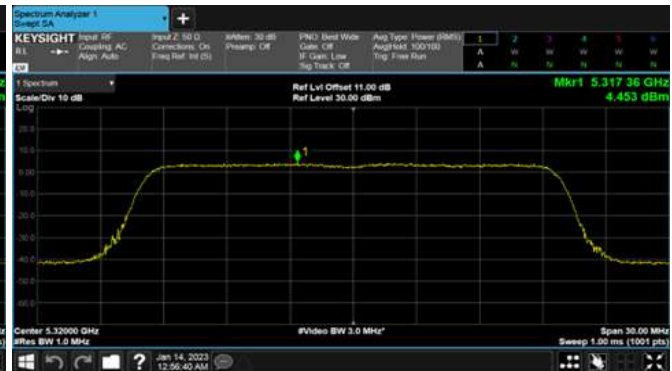 Spectrum Analyzer 1
Swept SA
+
KEYSIGHT Input: RF Input Z: 50 Ω #Atten: 30 dB PNO: Best Wide Avg Type: Power (RMS) 1 2 3 4 5 6
RL Coupling: AC Corrections: On Preamp: Off Gate: Off Avg|Hold: 100/100 A W W W W W
Align: Auto Freq Ref: Int (S) IF Gain: Low Trig: Free Run
Sig Track: Off A N N N N N
1 Spectrum Ref Lvl Offset 11.00 dB Mkr1 5.317 36 GHz
Scale/Div 10 dB Ref Level 30.00 dBm 4.453 dBm
Log
20.0
10.0
1
0.00
-10.0
-20.0
-30.0
-40.0
-50.0
-60.0
Center 5.32000 GHz #Video BW 3.0 MHz* Span 30.00 MHz
#Res BW 1.0 MHz Sweep 1.00 ms (1001 pts)
? Jan 14, 2023
12:56:40 AM